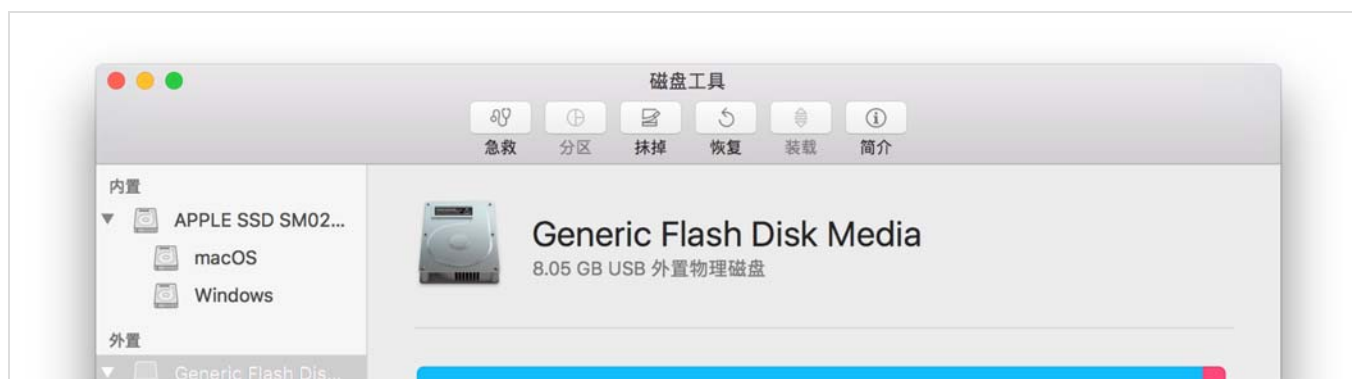 磁盘工具
急救 分区 抹掉 恢复 装载 简介
内置
APPLE SSD SM02...
macOS
Windows
Generic Flash Disk Media
8.05 GB USB 外置物理磁盘
外置
Generic Flash Dis...